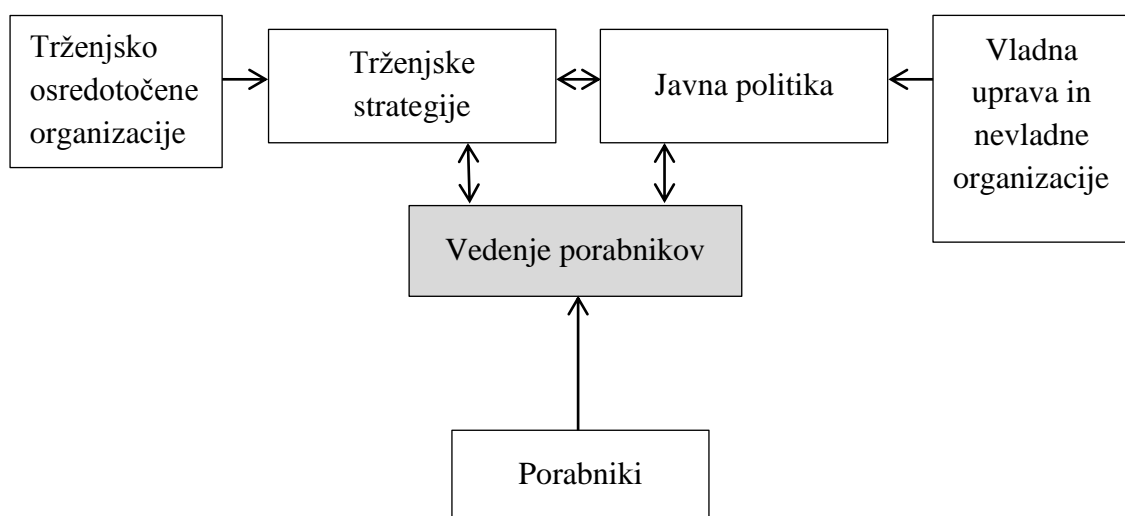 Trženjsko
osredotočene
organizacije
Trženjske
strategije
Javna politika
Vladna
uprava in
nevladne
organizacije
Vedenje porabnikov
Porabniki